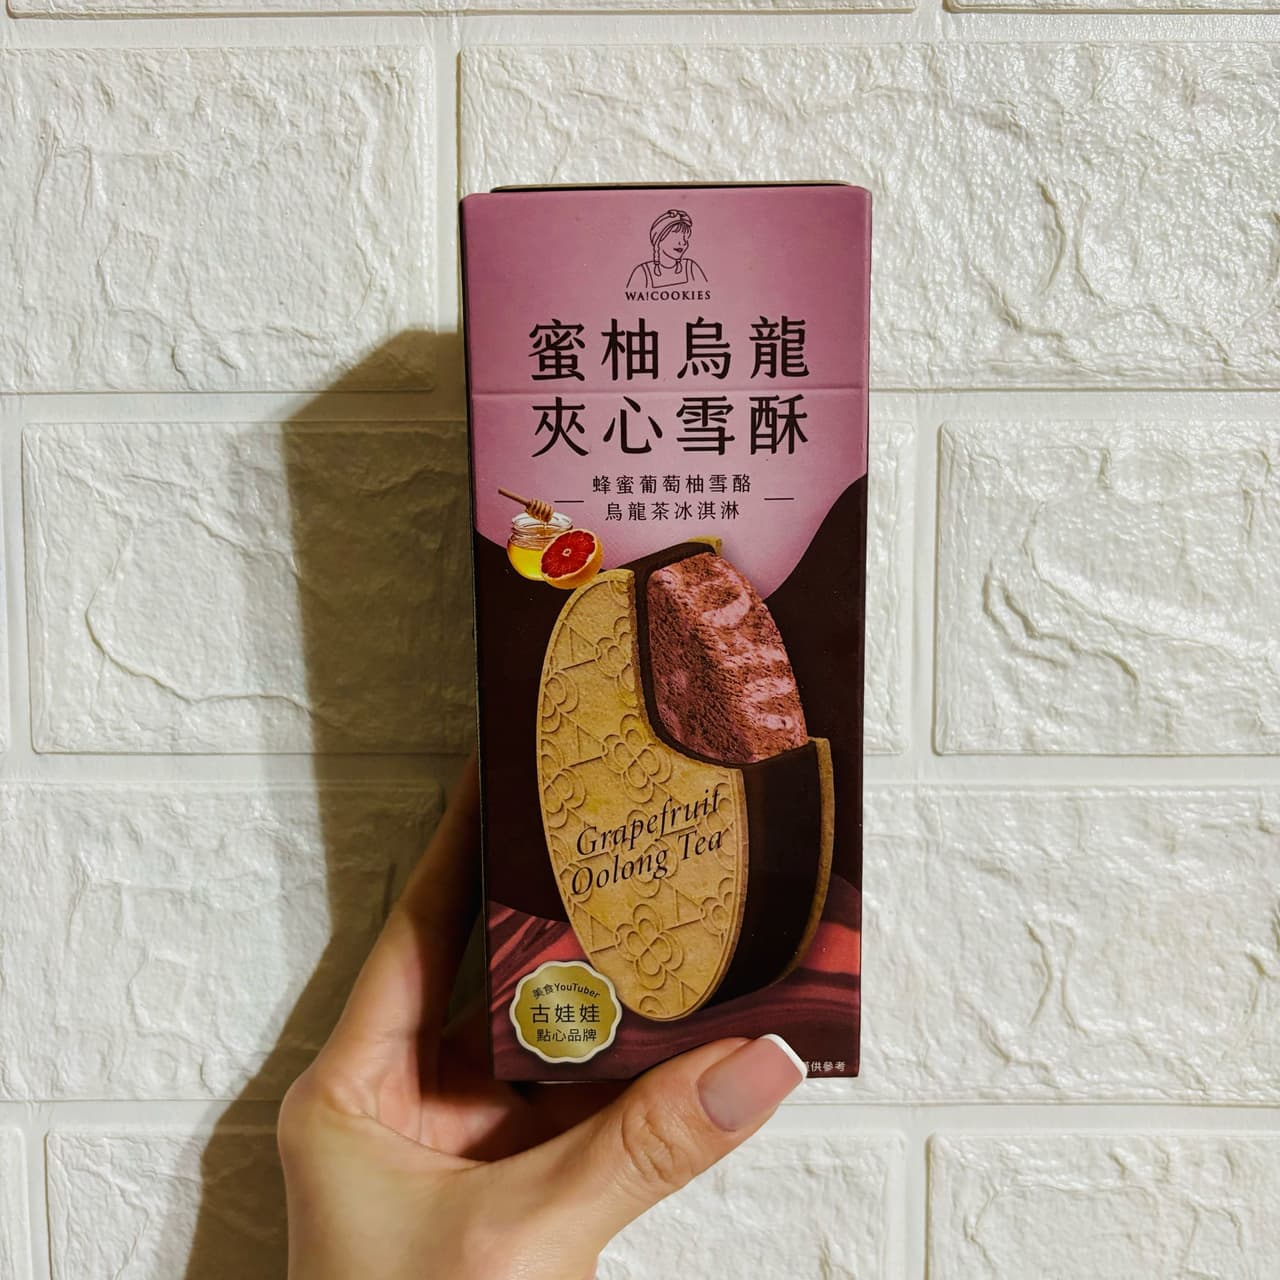 WA!COOKIES
蜜柚烏龍
夾心雪酥
蜂蜜葡萄柚雪酪
烏龍茶冰淇淋
Grapefruit
Oolong Tea
美食YouTuber
古娃娃
點心品牌
供參考